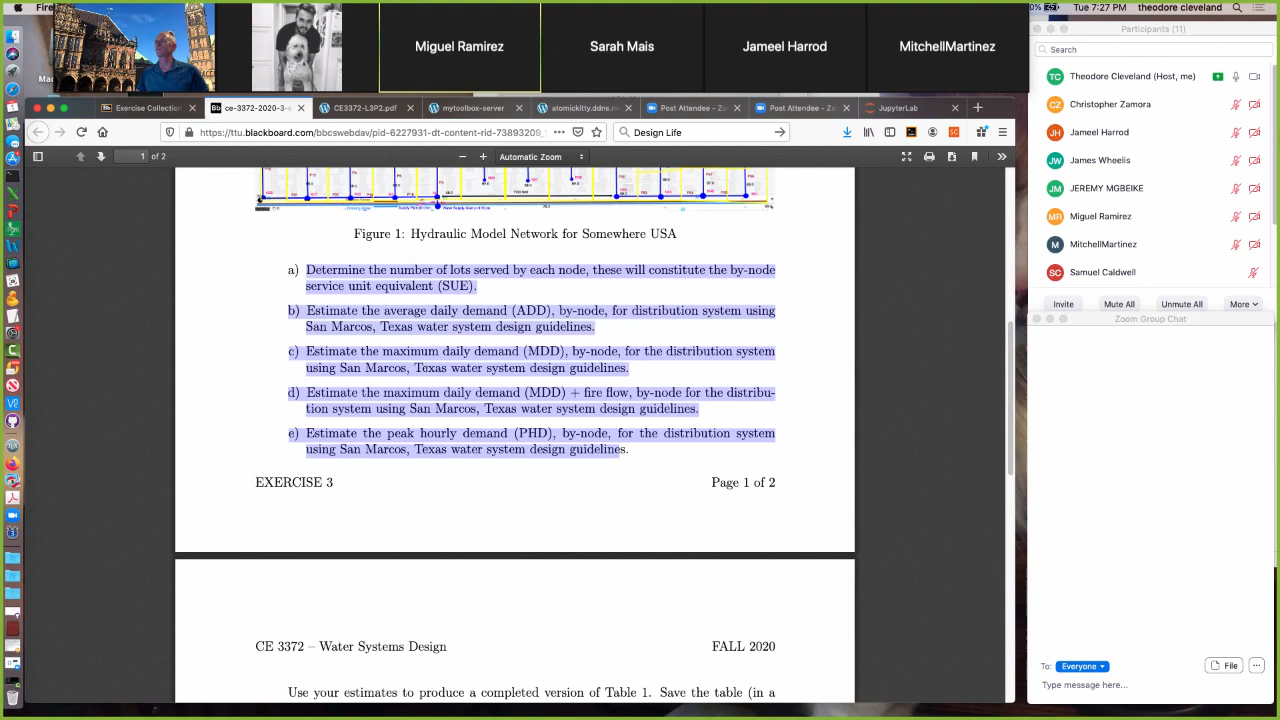 Fire
0%
Tue 7:27 PM
theodore cleveland
Miguel Ramirez
Sarah Mais
Jameel Harrod
MitchellMartinez
Exercise Collection
ce-3372-2020-3-e
CE3372-L3P2.pdf
mytoolbox-server
atomickitty.ddns.n
Post Attendee - Zo
Post Attendee - Zo
JupyterLab
https://ttu.blackboard.com/bbcswebdav/pid-6227931-dt-content-rid-73893209_
Design Life
1 of 2
Automatic Zoom
Figure 1: Hydraulic Model Network for Somewhere USA
a) Determine the number of lots served by each node, these will constitute the by-node
service unit equivalent (SUE).
b) Estimate the average daily demand (ADD), by-node, for distribution system using
San Marcos, Texas water system design guidelines.
c) Estimate the maximum daily demand (MDD), by-node, for the distribution system
using San Marcos, Texas water system design guidelines.
d) Estimate the maximum daily demand (MDD) + fire flow, by-node for the distribu-
tion system using San Marcos, Texas water system design guidelines.
e) Estimate the peak hourly demand (PHD), by-node, for the distribution system
using San Marcos, Texas water system design guidelines.
EXERCISE 3
Page 1 of 2
CE 3372 – Water Systems Design
FALL 2020
Use your estimates to produce a completed version of Table 1. Save the table (in a
Participants (11)
Search
TC Theodore Cleveland (Host, me)
CZ Christopher Zamora
JH Jameel Harrod
JW James Wheelis
JM JEREMY MGBEIKE
MR Miguel Ramirez
M MitchellMartinez
SC Samuel Caldwell
Invite
Mute All
Unmute All
More
Zoom Group Chat
To: Everyone
File
Type message here...